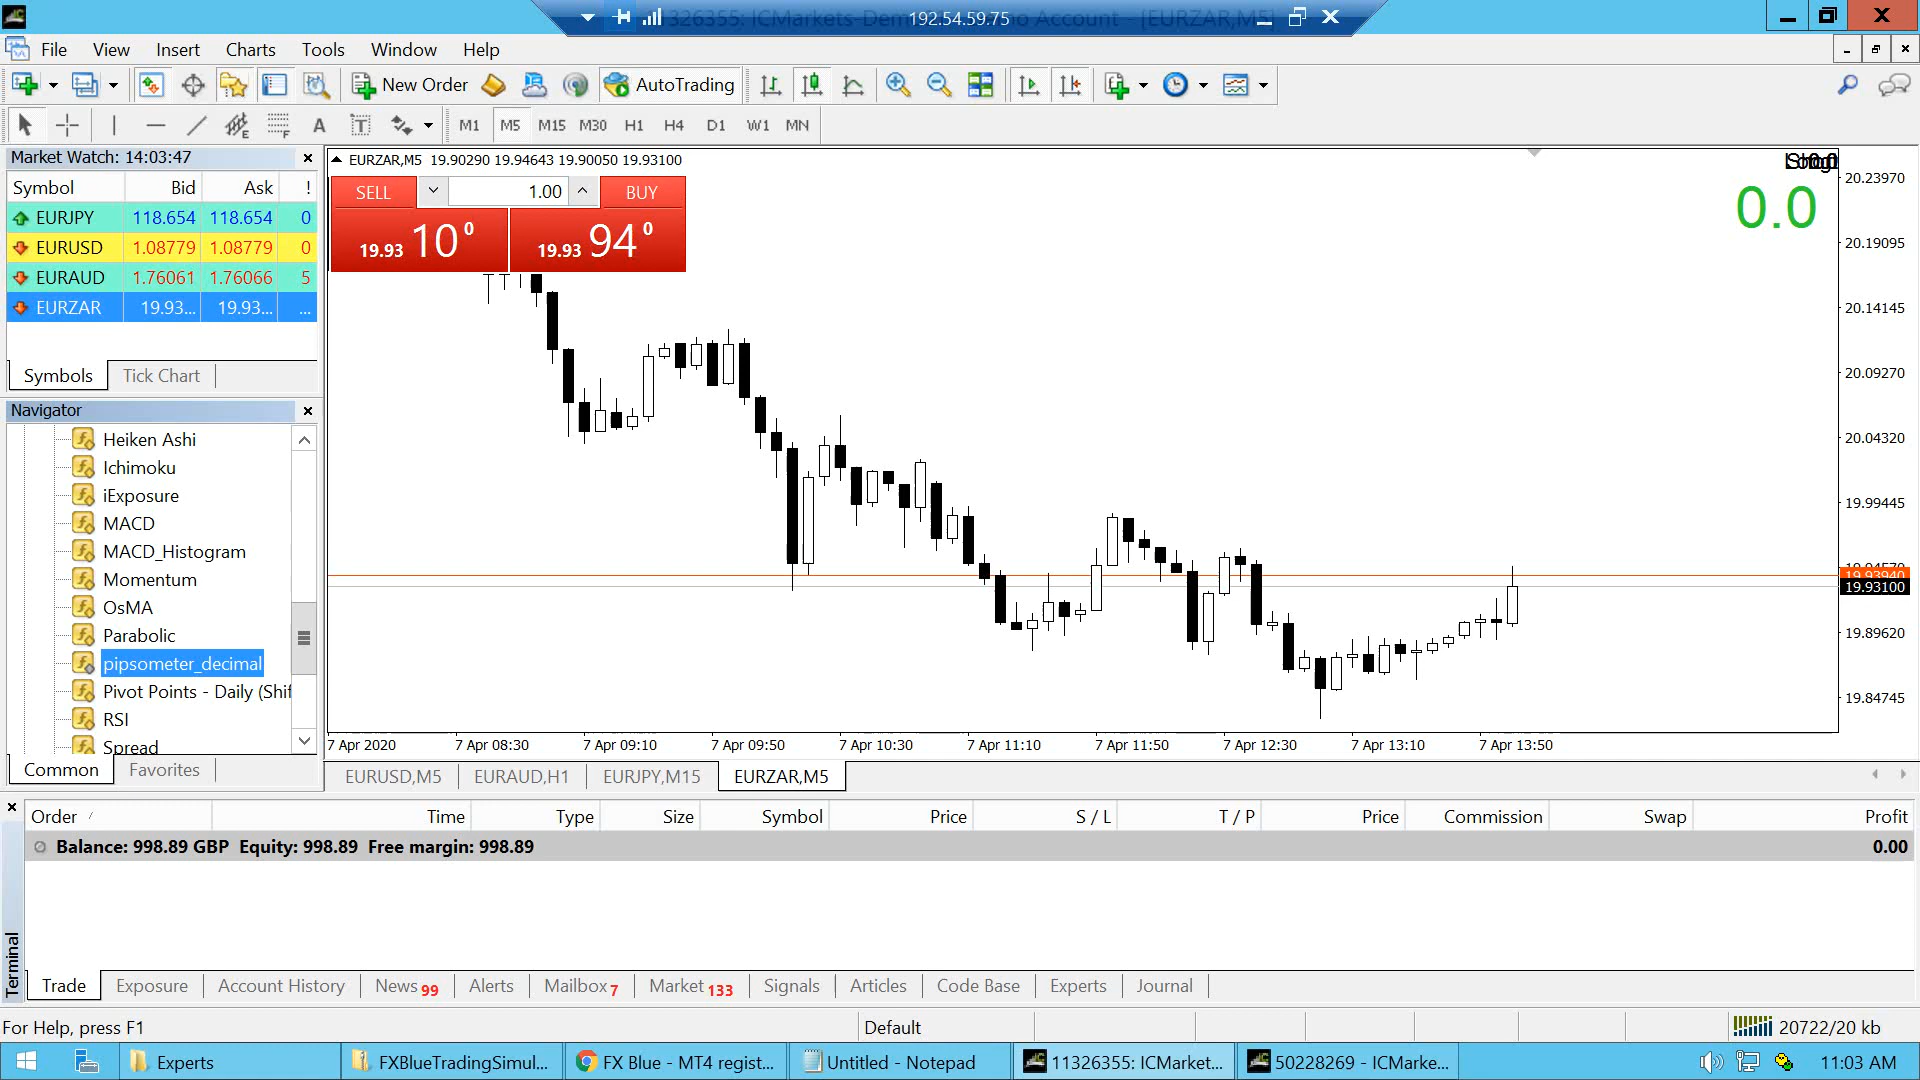 11326355: ICMarkets-Demo
192.54.59.75
Account - [EURZAR,M5]
File View Insert Charts Tools Window Help
New Order AutoTrading
A T M1 M5 M15 M30 H1 H4 D1 W1 MN
Market Watch: 14:03:47
Symbol Bid Ask !
EURJPY 118.654 118.654 0
EURUSD 1.08779 1.08779 0
EURAUD 1.76061 1.76066 5
EURZAR 19.93... 19.93... ...
Symbols Tick Chart
Navigator
Heiken Ashi
Ichimoku
iExposure
MACD
MACD_Histogram
Momentum
OsMA
Parabolic
pipsometer_decimal
Pivot Points - Daily (Shif
RSI
Spread
Common Favorites
EURZAR,M5 19.90290 19.94643 19.90050 19.93100
SELL 1.00 BUY
19.93 10 0 19.93 94 0
0.0
20.23970
20.19095
20.14145
20.09270
20.04320
19.99445
19.93940
19.93100
19.89620
19.84745
7 Apr 2020 7 Apr 08:30 7 Apr 09:10 7 Apr 09:50 7 Apr 10:30 7 Apr 11:10 7 Apr 11:50 7 Apr 12:30 7 Apr 13:10 7 Apr 13:50
EURUSD,M5 EURAUD,H1 EURJPY,M15 EURZAR,M5
Order / Time Type Size Symbol Price S / L T / P Price Commission Swap Profit
Balance: 998.89 GBP Equity: 998.89 Free margin: 998.89 0.00
Terminal
Trade Exposure Account History News 99 Alerts Mailbox 7 Market 133 Signals Articles Code Base Experts Journal
For Help, press F1 Default 20722/20 kb
Experts FXBlueTradingSimul... FX Blue - MT4 regist... Untitled - Notepad 11326355: ICMarket... 50228269 - ICMarke... 11:03 AM